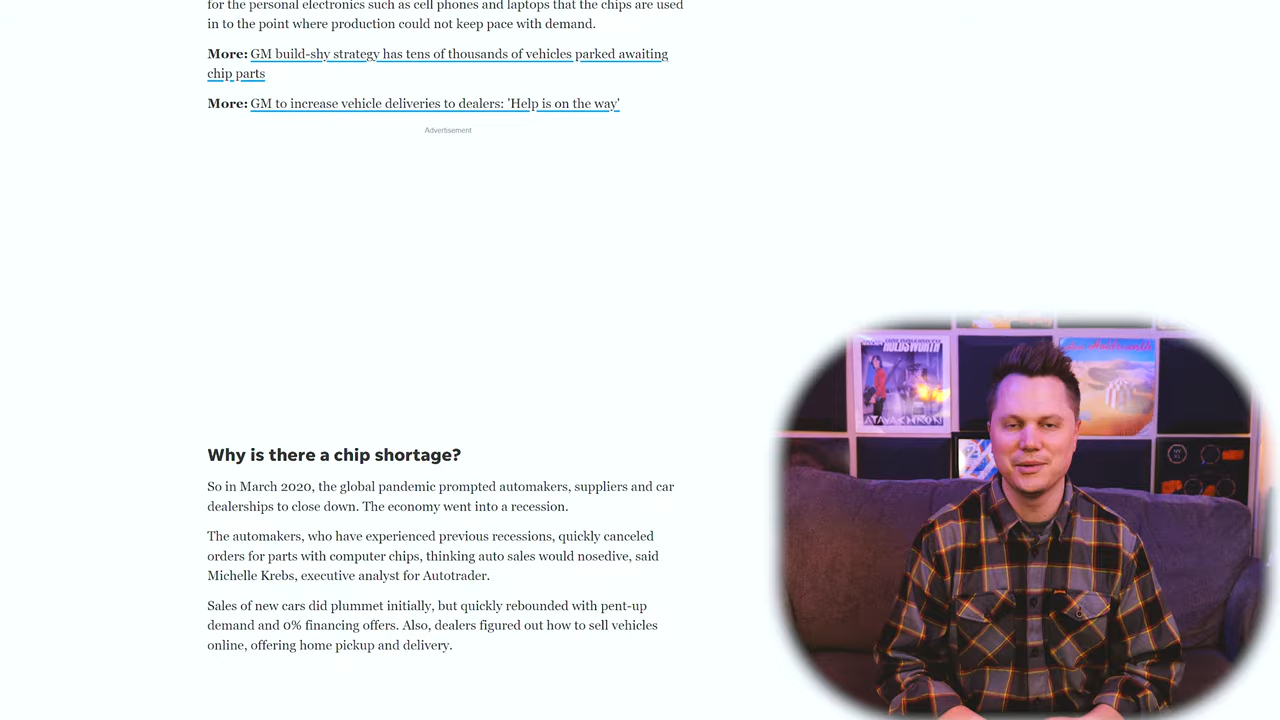 for the personal electronics such as cell phones and laptops that the chips are used
in to the point where production could not keep pace with demand.
More: GM build-shy strategy has tens of thousands of vehicles parked awaiting
chip parts
More: GM to increase vehicle deliveries to dealers: 'Help is on the way'
Advertisement
HOLDSWORTH
ATAVACHRON
Why is there a chip shortage?
So in March 2020, the global pandemic prompted automakers, suppliers and car
dealerships to close down. The economy went into a recession.
The automakers, who have experienced previous recessions, quickly canceled
orders for parts with computer chips, thinking auto sales would nosedive, said
Michelle Krebs, executive analyst for Autotrader.
Sales of new cars did plummet initially, but quickly rebounded with pent-up
demand and 0% financing offers. Also, dealers figured out how to sell vehicles
online, offering home pickup and delivery.